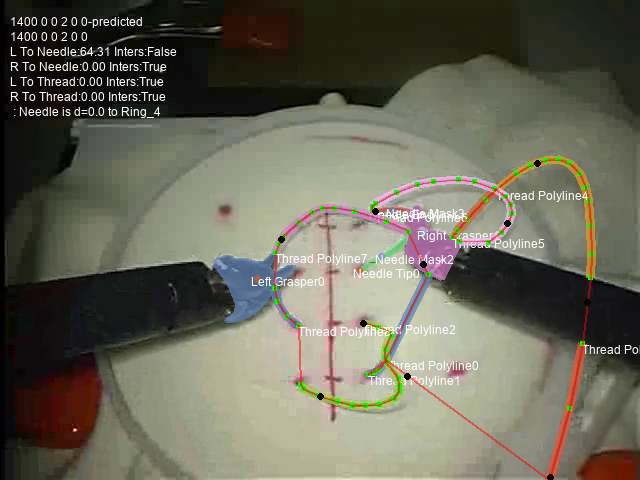 1400 0 0 2 0 0-predicted
1400 0 0 2 0 0
L To Needle:64.31 Inters:False
R To Needle:0.00 Inters:True
L To Thread:0.00 Inters:True
R To Thread:0.00 Inters:True
: Needle is d=0.0 to Ring_4
Thread Polyline4
Needle Mask3
Right Grasper
Thread Polyline5
Thread Polyline7
Needle Mask2
Needle Tip0
Left Grasper0
Thread Polyline2
Thread Polyline0
Thread Polyline1